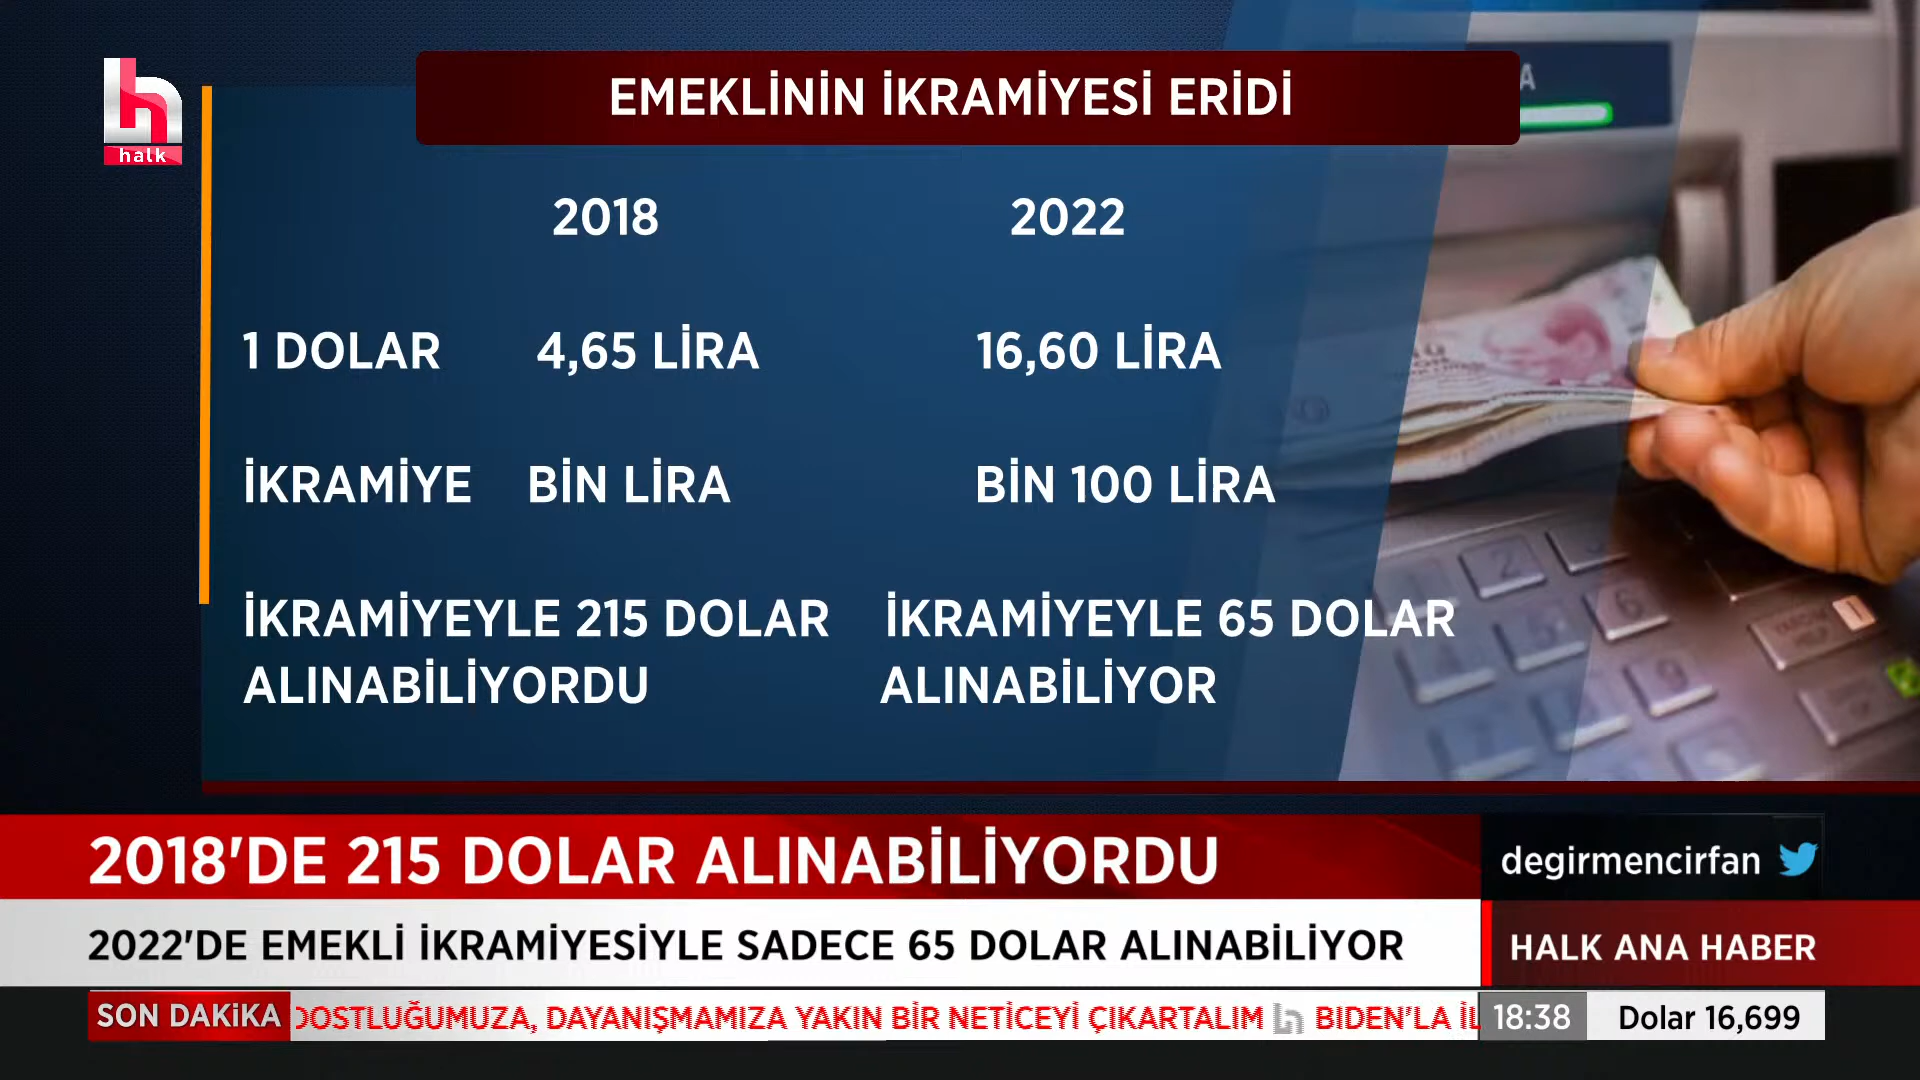 halk
EMEKLİNİN İKRAMİYESİ ERİDİ
2018 2022
1 DOLAR 4,65 LİRA 16,60 LİRA
İKRAMİYE BİN LİRA BİN 100 LİRA
İKRAMİYEYLE 215 DOLAR İKRAMİYEYLE 65 DOLAR
ALINABİLİYORDU ALINABİLİYOR
2018'DE 215 DOLAR ALINABİLİYORDU
degirmencirfan
2022'DE EMEKLİ İKRAMİYESİYLE SADECE 65 DOLAR ALINABİLİYOR
HALK ANA HABER
SON DAKİKA DOSTLUĞUMUZA, DAYANIŞMAMIZA YAKIN BİR NETİCEYİ ÇIKARTALIM BIDEN'LA 18:38 Dolar 16,699